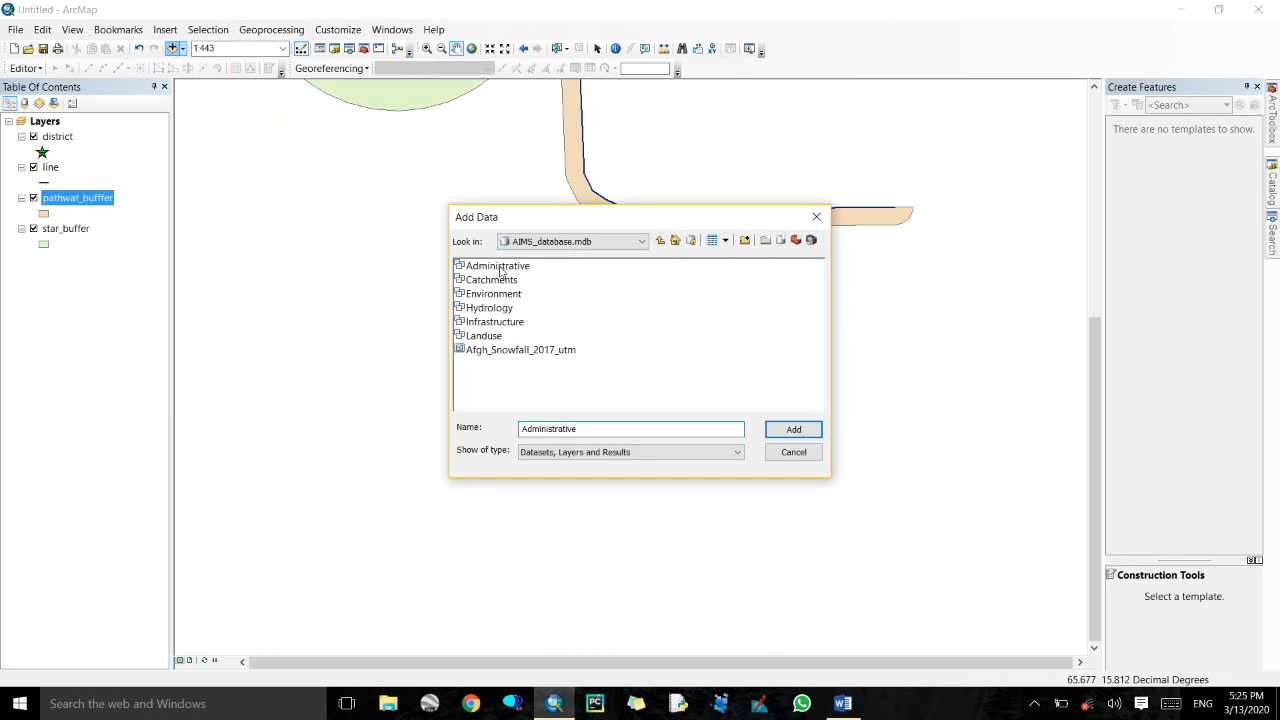 Untitled - ArcMap
File Edit View Bookmarks Insert Selection Geoprocessing Customize Windows Help
1 443
Editor Georeferencing
Table Of Contents
Layers
district
line
pathwat_bufffer
star_buffer
Add Data
Look in: AIMS_database.mdb
Administrative
Catchments
Environment
Hydrology
Infrastructure
Landuse
Afgh_Snowfall_2017_utm
Name: Administrative Add
Show of type: Datasets, Layers and Results Cancel
Create Features
<Search>
There are no templates to show.
Construction Tools
Select a template.
ArcToolbox
Catalog
Search
65.677 15.812 Decimal Degrees
Search the web and Windows
ENG
5:25 PM
3/13/2020